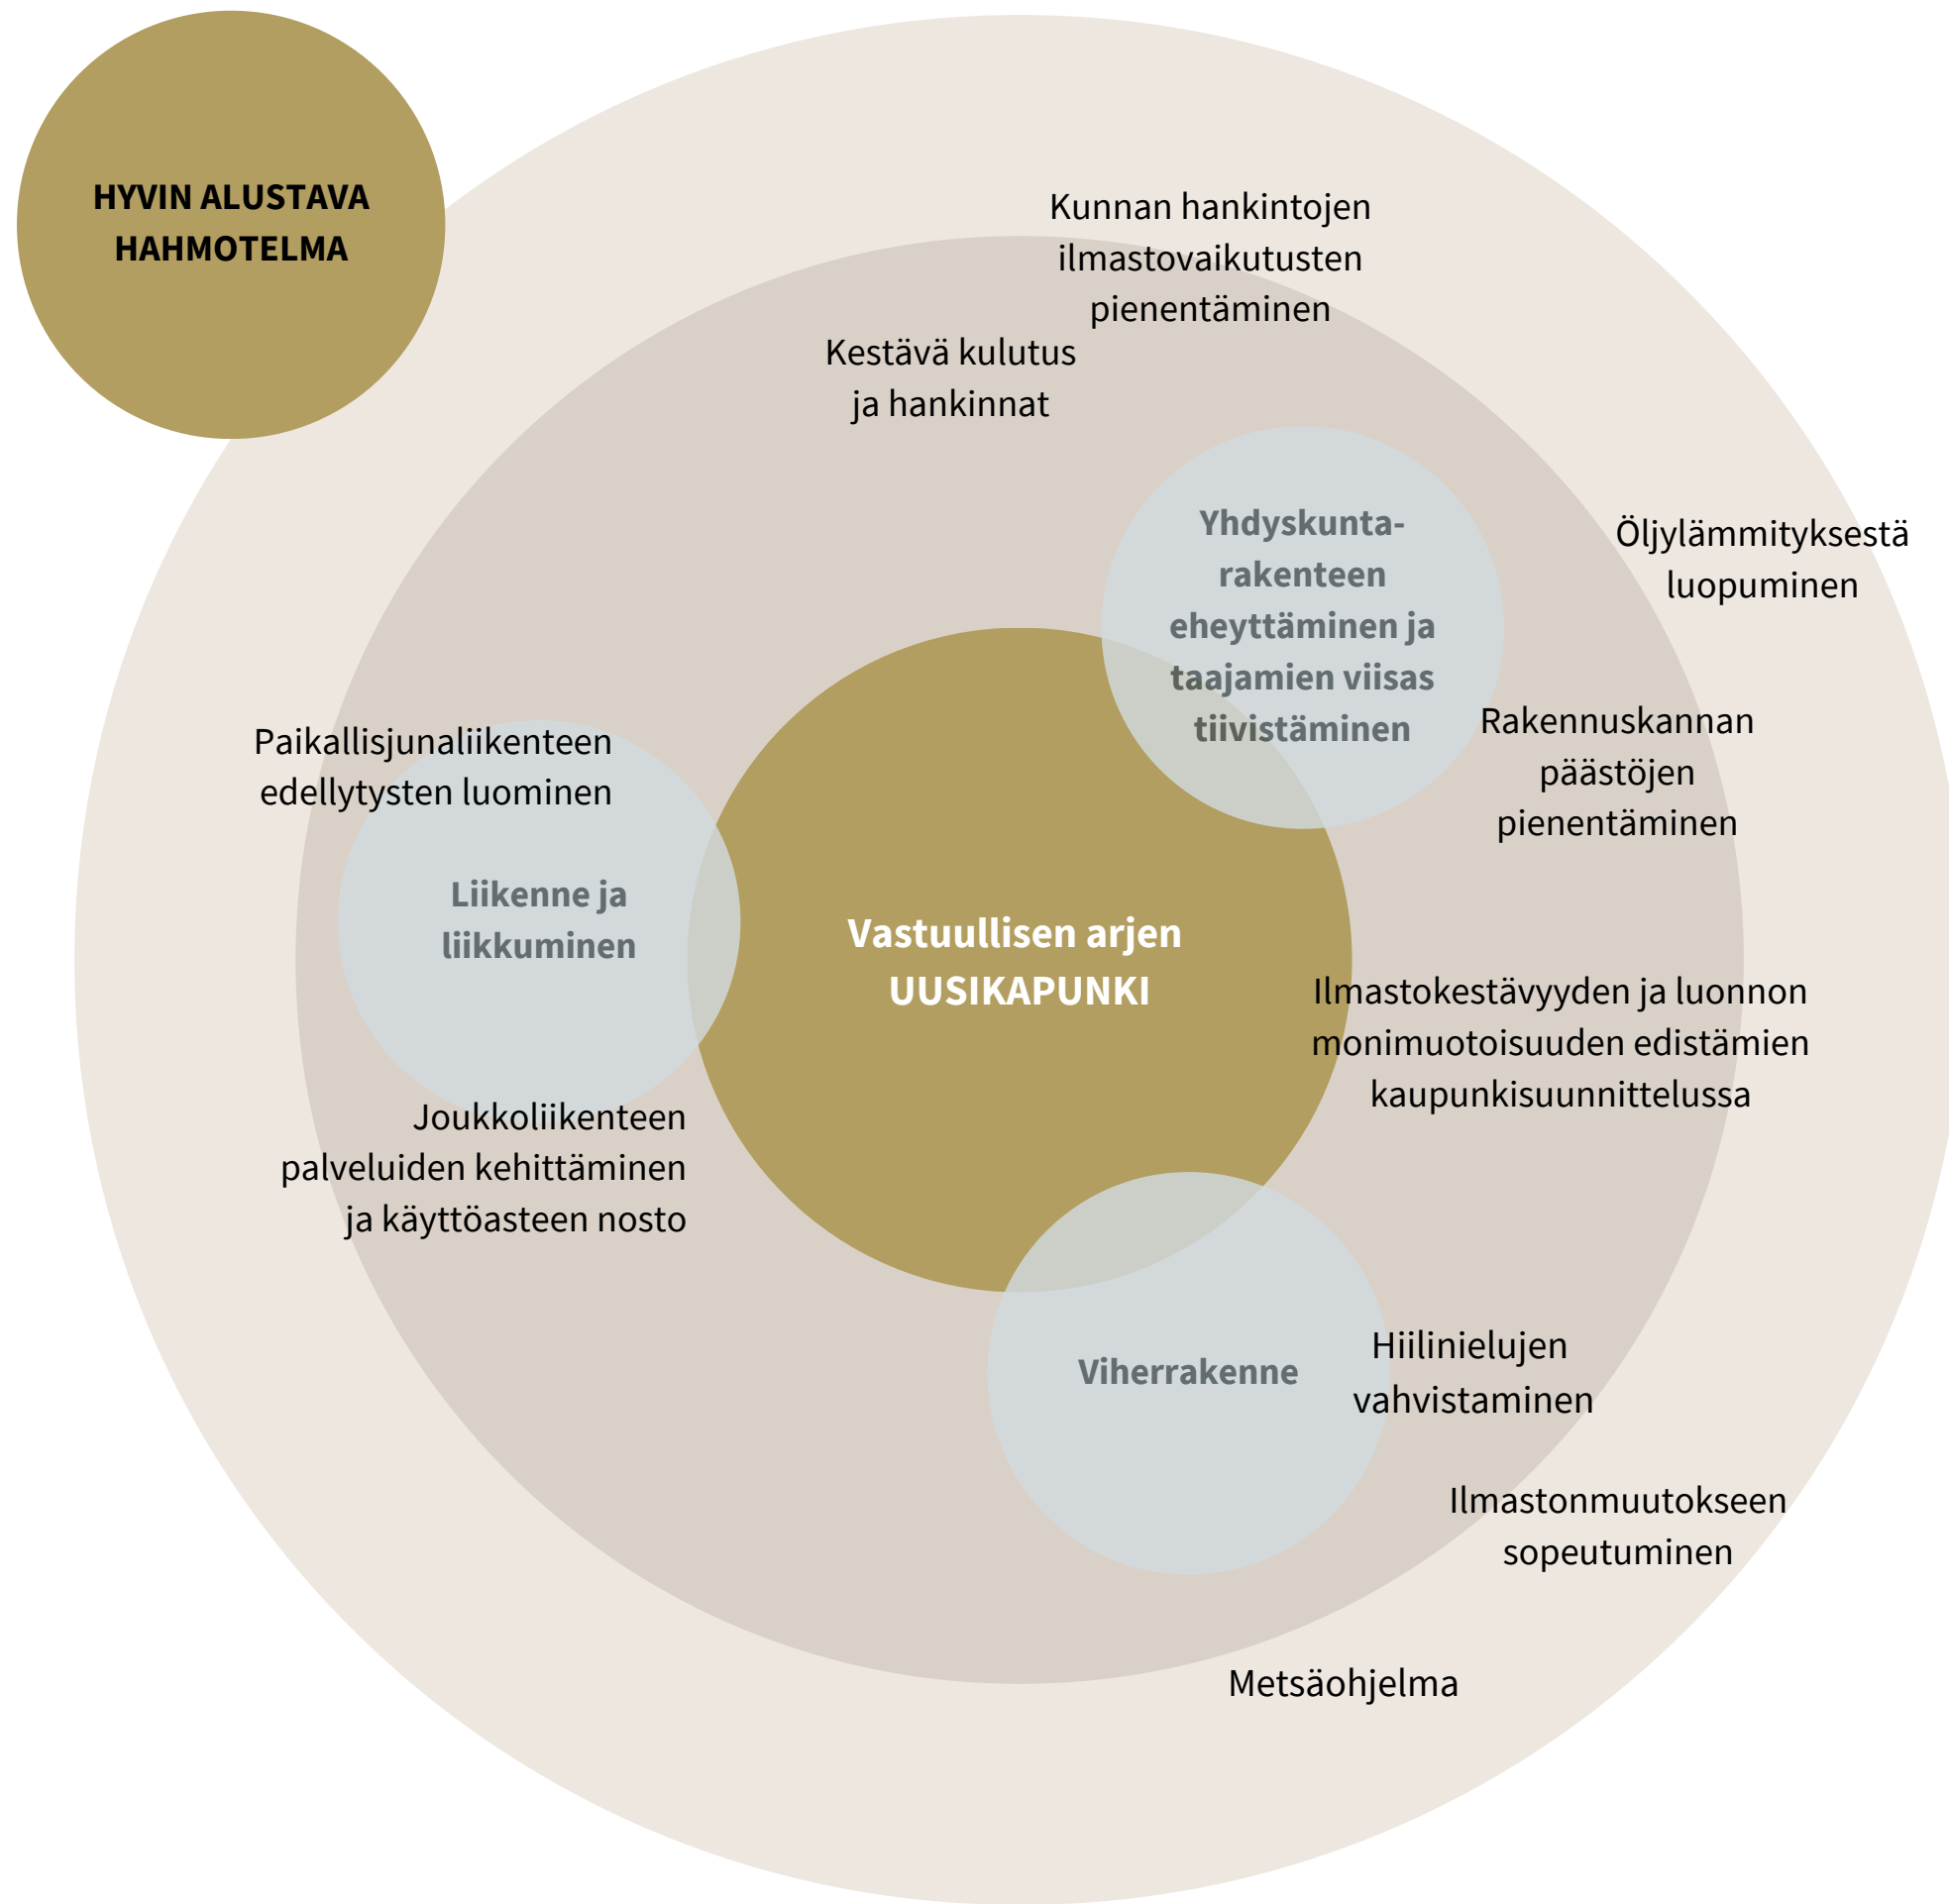 HYVIN ALUSTAVA
HAHMOTELMA
Kunnan hankintojen
ilmastovaikutusten
pienentäminen
Kestävä kulutus
ja hankinnat
Yhdyskunta-
rakenteen
eheyttäminen ja
taajamien viisas
tiivistäminen
Öljylämmityksestä
luopuminen
Rakennuskannan
päästöjen
pienentäminen
Paikallisjunaliikenteen
edellytysten luominen
Liikenne ja
liikkuminen
Vastuullisen arjen
UUSIKAPUNKI
Ilmastokestävyyden ja luonnon
monimuotoisuuden edistämien
kaupunkisuunnittelussa
Joukkoliikenteen
palveluiden kehittäminen
ja käyttöasteen nosto
Viherrakenne
Hiilinielujen
vahvistaminen
Ilmastonmuutokseen
sopeutuminen
Metsäohjelma